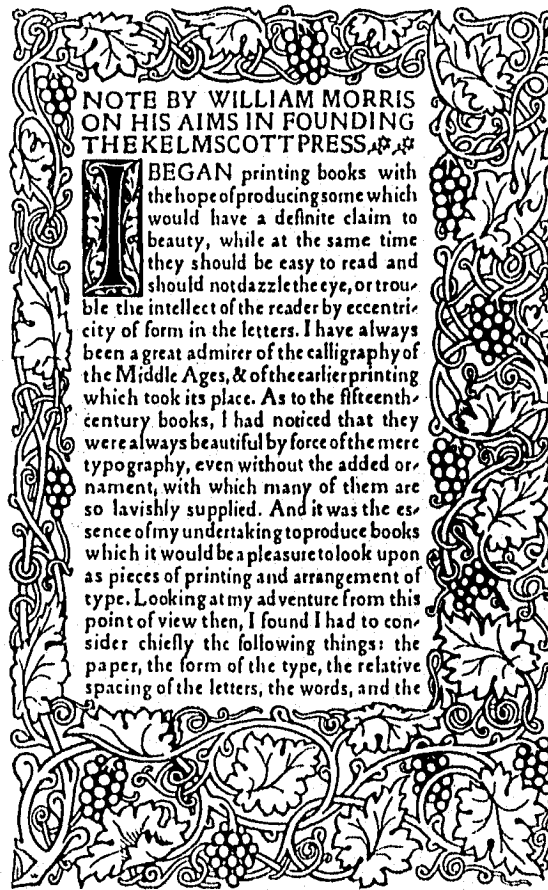 NOTE BY WILLIAM MORRIS
ON HIS AIMS IN FOUNDING
THE KELMSCOTT PRESS
I BEGAN printing books with
the hope of producing some which
would have a definite claim to
beauty, while at the same time
they should be easy to read and
should not dazzle the eye, or trou-
ble the intellect of the reader by eccentri-
city of form in the letters. I have always
been a great admirer of the calligraphy of
the Middle Ages, & of the earlier printing
which took its place. As to the fifteenth-
century books, I had noticed that they
were always beautiful by force of the mere
typography, even without the added or-
nament, with which many of them are
so lavishly supplied. And it was the es-
sence of my undertaking to produce books
which it would be a pleasure to look upon
as pieces of printing and arrangement of
type. Looking at my adventure from this
point of view then, I found I had to con-
sider chiefly the following things: the
paper, the form of the type, the relative
spacing of the letters, the words, and the